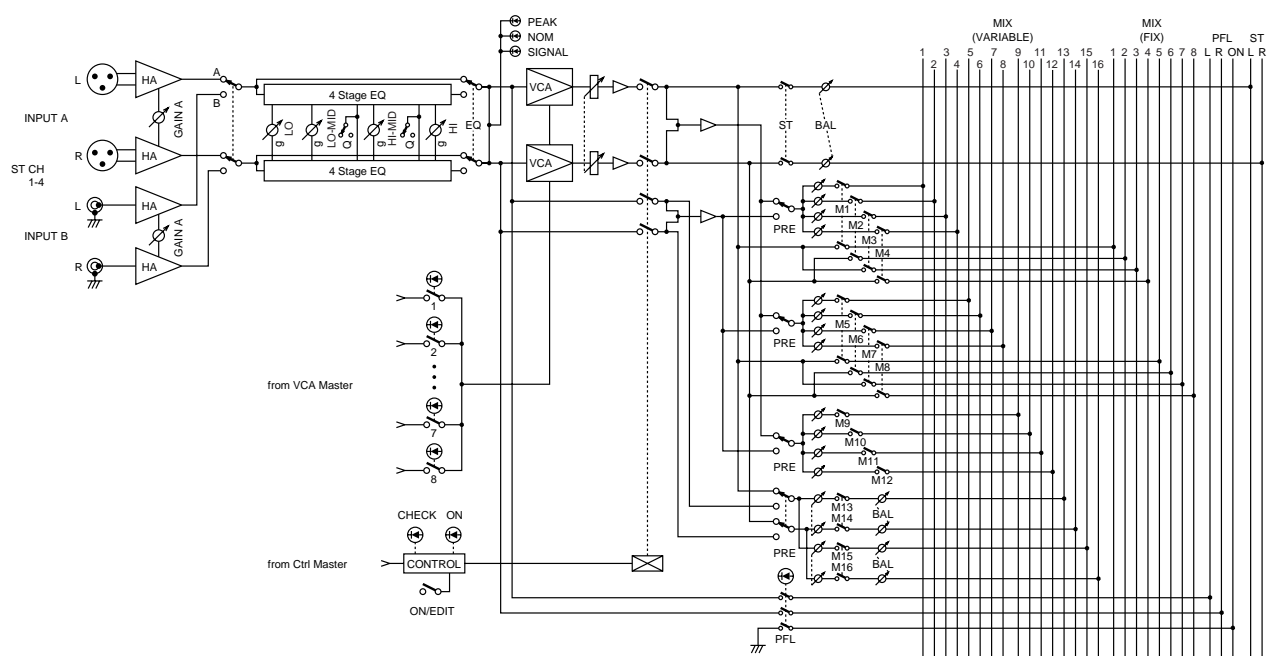 PEAK
NOM
SIGNAL
MIX
(VARIABLE)
MIX
(FIX)
PFL
ST
1 3 5 7 9 11 13 15 1 2 3 4 5 6 7 8 L R ON L R
2 4 6 8 10 12 14 16
L
HA
A
B
4 Stage EQ
VCA
INPUT A
GAIN A
g
LO
g
LO-MID
Q
g
HI-MID
Q
g
HI
EQ
ST
BAL
R
HA
4 Stage EQ
VCA
ST CH
1-4
L
HA
INPUT B
GAIN A
R
HA
PRE
M1
M2
M3
M4
1
2
from VCA Master
7
8
PRE
M5
M6
M7
M8
PRE
M9
M10
M11
M12
CHECK
ON
from Ctrl Master
CONTROL
ON/EDIT
PRE
M13
M14
BAL
M15
M16
BAL
PFL